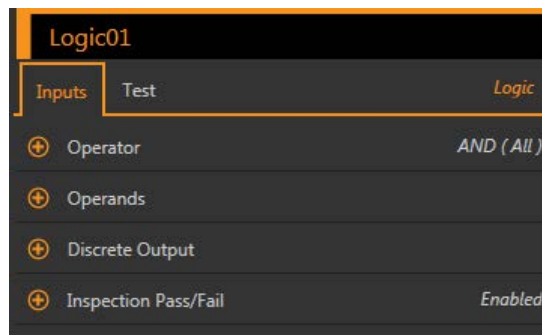 Logic01
Inputs Test Logic
Operator AND ( All )
Operands
Discrete Output
Inspection Pass/Fail Enabled